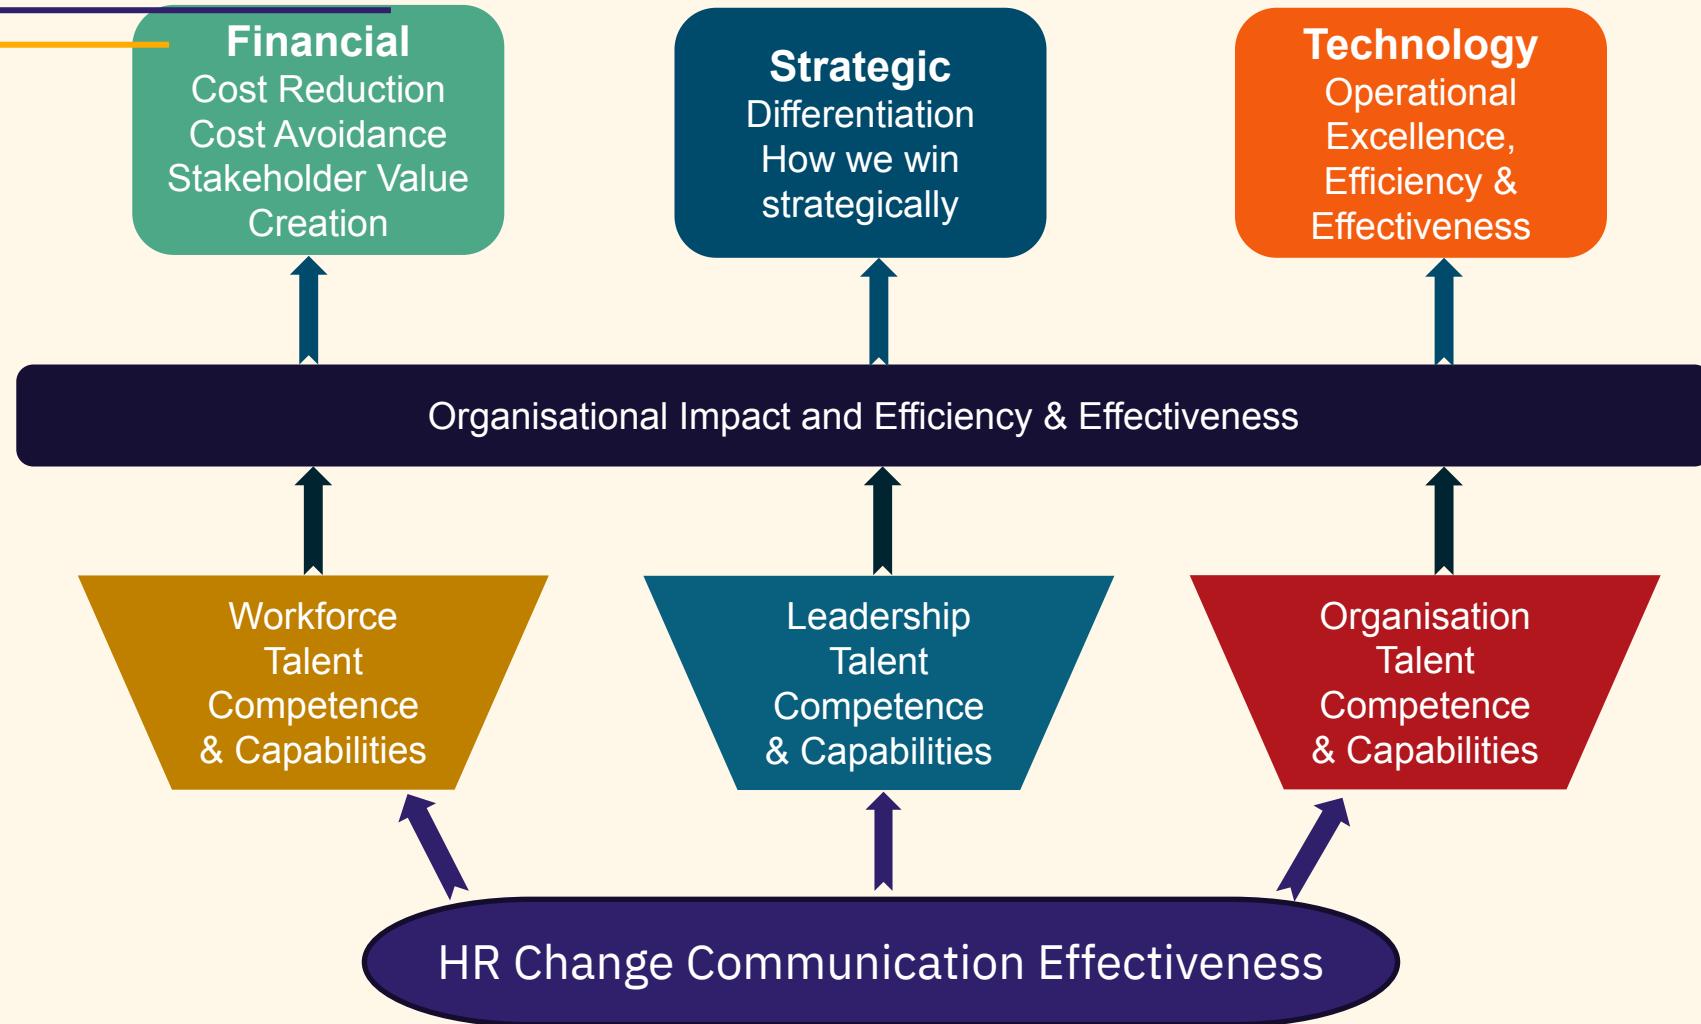 Financial
Cost Reduction
Cost Avoidance
Stakeholder Value
Creation
Strategic
Differentiation
How we win
strategically
Technology
Operational
Excellence,
Efficiency &
Effectiveness
Organisational Impact and Efficiency & Effectiveness
Workforce
Talent
Competence
& Capabilities
Leadership
Talent
Competence
& Capabilities
Organisation
Talent
Competence
& Capabilities
HR Change Communication Effectiveness